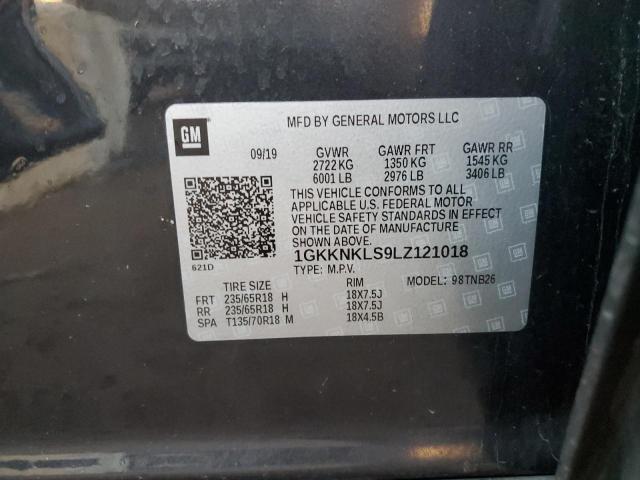 GM
MFD BY GENERAL MOTORS LLC
09/19 GVWR GAWR FRT GAWR RR
2722 KG 1350 KG 1545 KG
6001 LB 2976 LB 3406 LB
THIS VEHICLE CONFORMS TO ALL
APPLICABLE U.S. FEDERAL MOTOR
VEHICLE SAFETY STANDARDS IN EFFECT
ON THE DATE OF MANUFACTURE
SHOWN ABOVE.
1GKKNKLS9LZ121018
621D TYPE: M.P.V. MODEL: 98TNB26
TIRE SIZE RIM
FRT 235/65R18 H 18X7.5J
RR 235/65R18 H 18X7.5J
SPA T135/70R18 M 18X4.5B